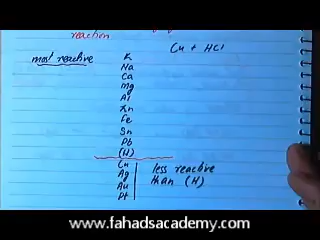 reaction
Cu + HCl
most reactive K
Na
Ca
Mg
Al
Zn
Fe
Sn
Pb
(H)
Cu less reactive
Ag than (H)
Au
Pt
www.fahadsacademy.com